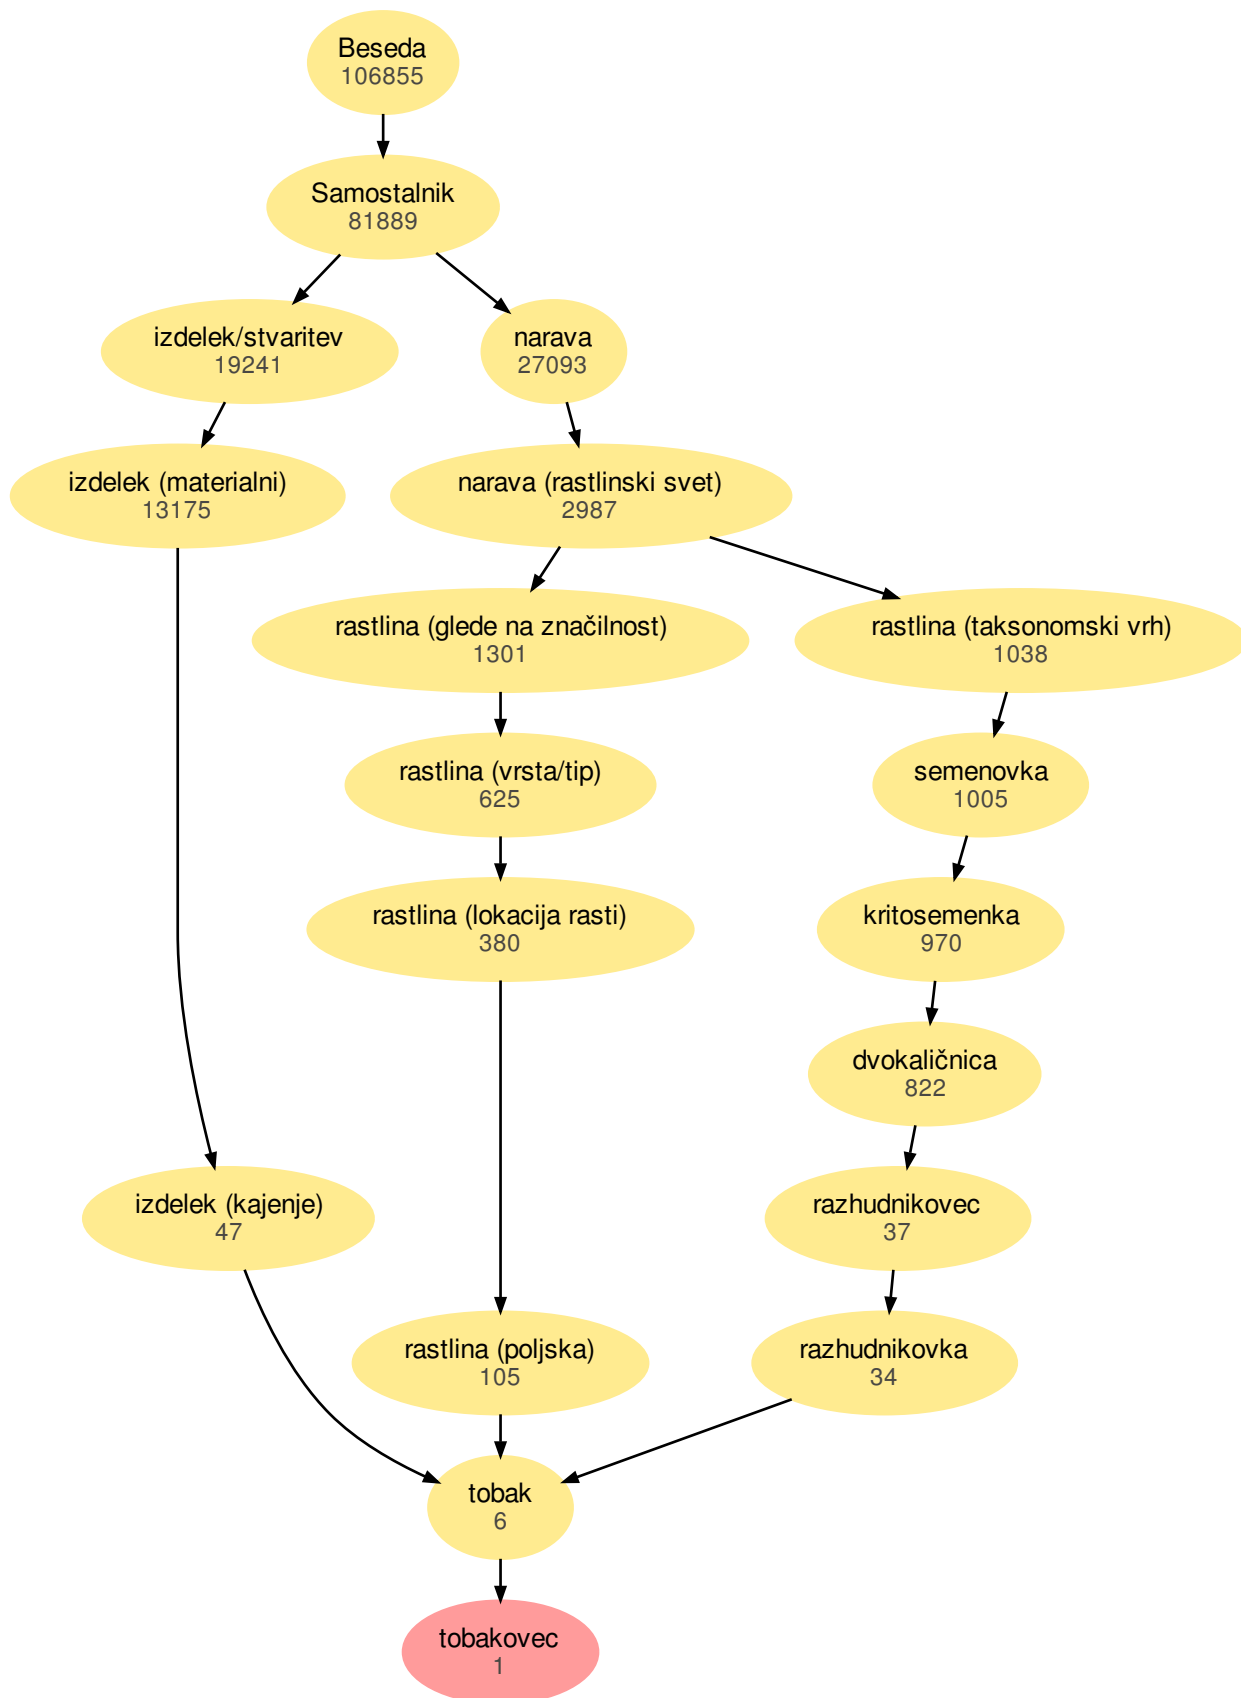 Beseda
106855
Samostalnik
81889
izdelek/stvaritev
19241
narava
27093
izdelek (materialni)
13175
narava (rastlinski svet)
2987
rastlina (glede na značilnost)
1301
rastlina (taksonomski vrh)
1038
rastlina (vrsta/tip)
625
semenovka
1005
rastlina (lokacija rasti)
380
kritosemenka
970
dvokaličnica
822
izdelek (kajenje)
47
razhudnikovec
37
rastlina (poljska)
105
razhudnikovka
34
tobak
6
tobakovec
1